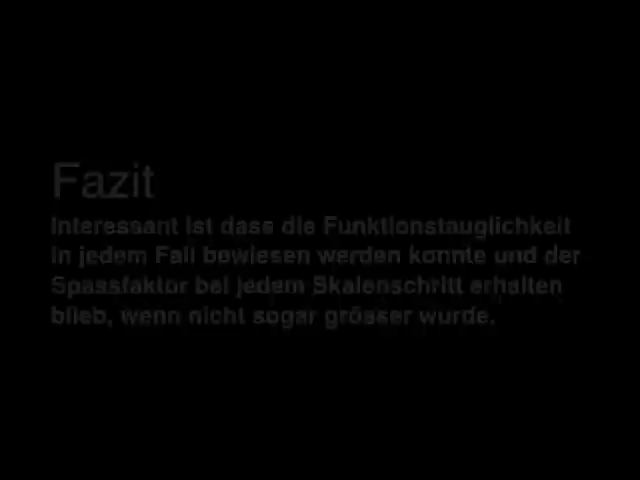 Fazit
Interessant ist dass die Funktionstauglichkeit
in jedem Fall bewiesen werden konnte und der
Spassfaktor bei jedem Skalenschritt erhalten
blieb, wenn nicht sogar grösser wurde.